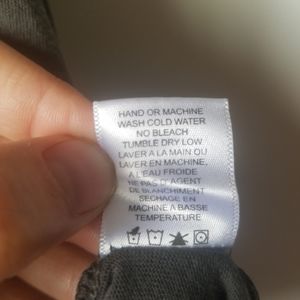 HAND OR MACHINE
WASH COLD WATER
NO BLEACH
TUMBLE DRY LOW
LAVER A LA MAIN OU
LAVER EN MACHINE,
A L'EAU FROIDE
NE PAS D'AGENT
DE BLANCHIMENT
SECHAGE EN
MACHINE A BASSE
TEMPERATURE